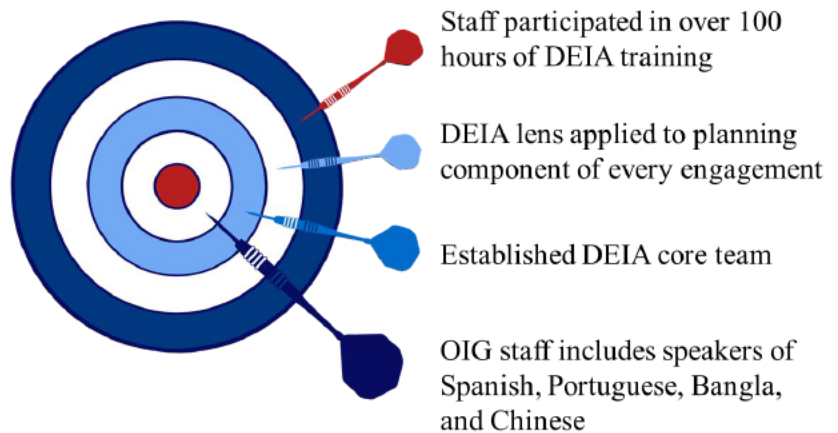 Staff participated in over 100
hours of DEIA training
DEIA lens applied to planning
component of every engagement
Established DEIA core team
OIG staff includes speakers of
Spanish, Portuguese, Bangla,
and Chinese